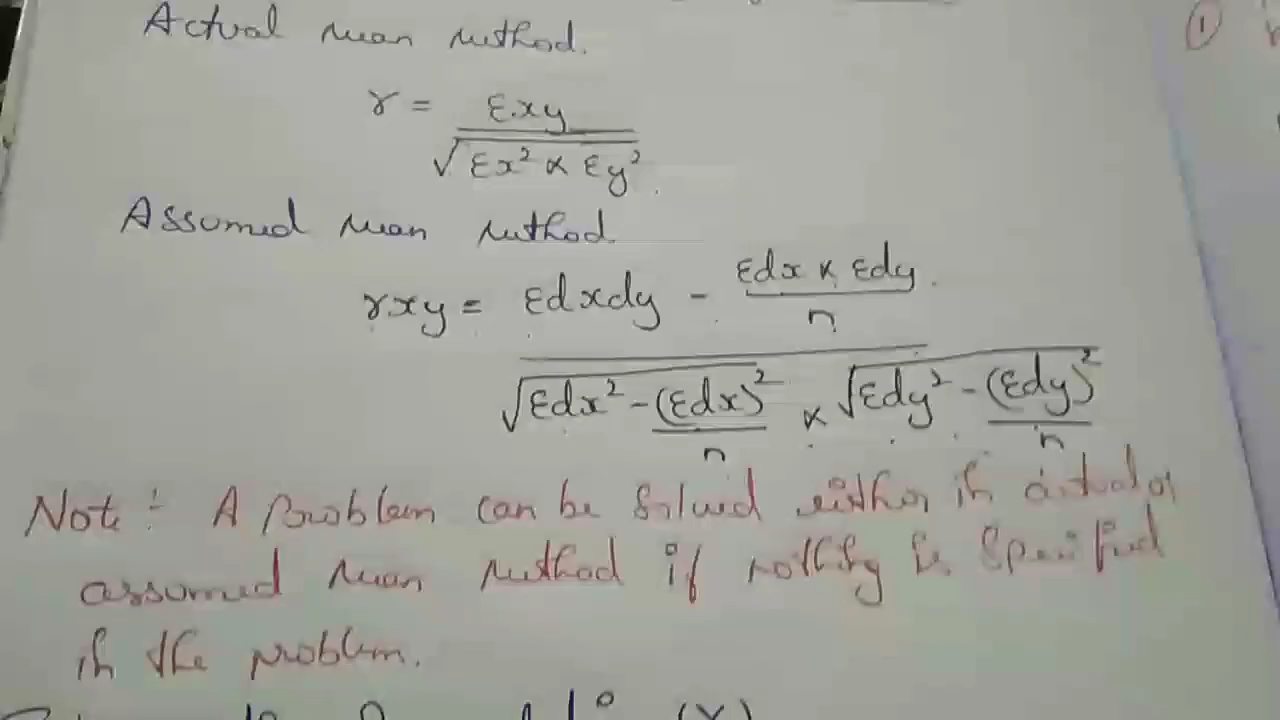 Actual mean method.
r = Σxy / √Σx² × Σy²
Assumed mean method.
rxy = Σdxdy - Σdx × Σdy / n
√Σdx² - (Σdx)² / n × √Σdy² - (Σdy)² / n
Note : A problem can be solved either in actual or
assumed mean method if nothing is specified
in the problem.
①